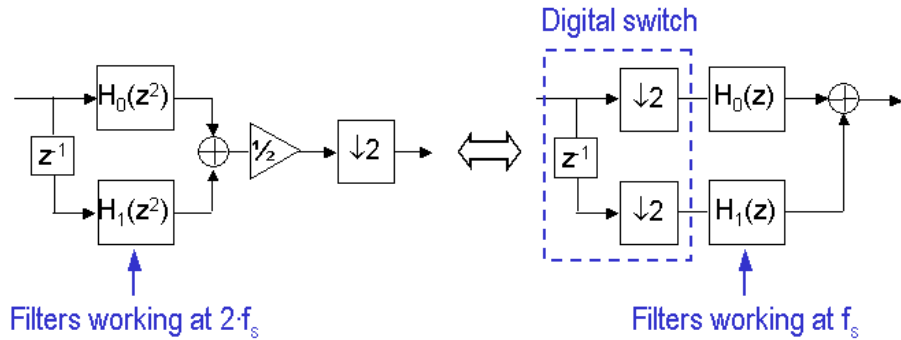 Digital switch
H₀(z²)
z⁻¹
H₁(z²)
½
↓2
↓2
H₀(z)
z⁻¹
↓2
H₁(z)
Filters working at 2·fₛ
Filters working at fₛ